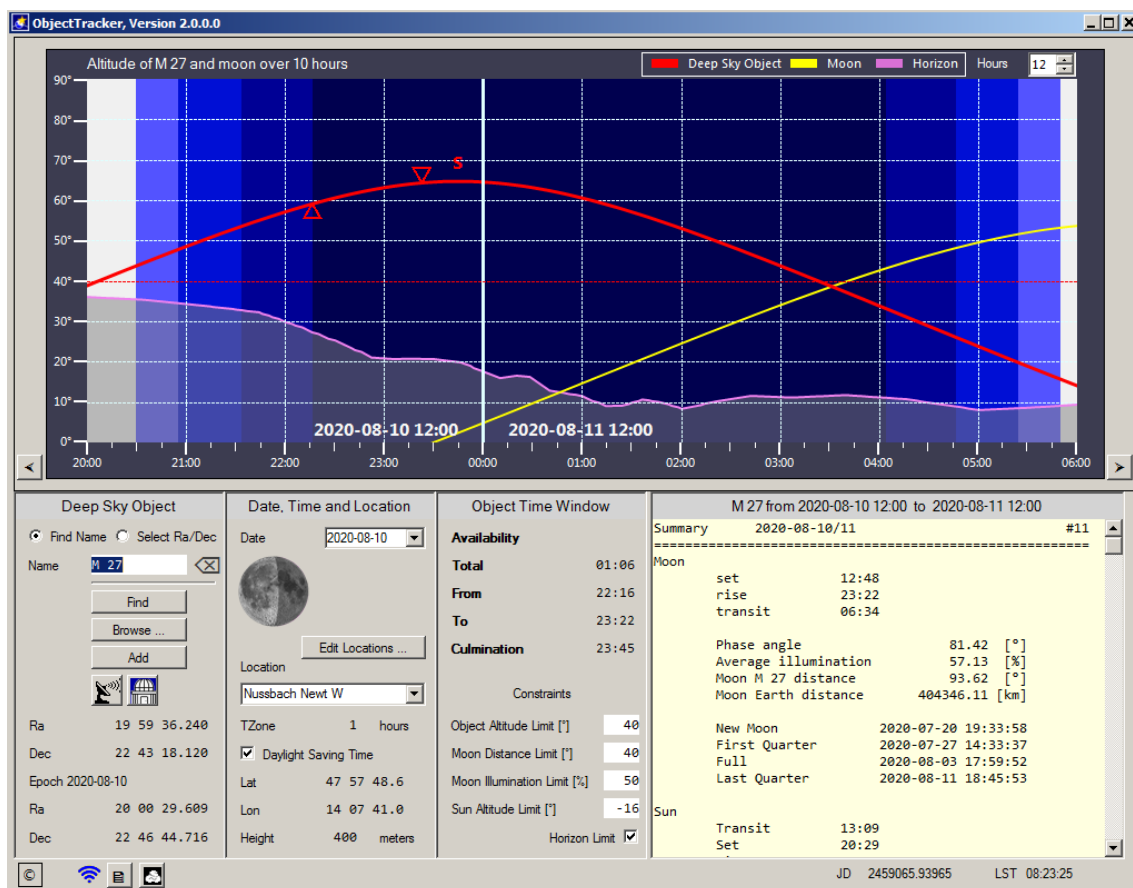 ObjectTracker, Version 2.0.0.0
Altitude of M 27 and moon over 10 hours
Deep Sky Object Moon Horizon Hours 12
90°
80°
70°
60°
50°
40°
30°
20°
10°
0°
S
2020-08-10 12:00 2020-08-11 12:00
20:00 21:00 22:00 23:00 00:00 01:00 02:00 03:00 04:00 05:00 06:00
< >
Deep Sky Object
Find Name Select Ra/Dec
Name M 27
Find
Browse ...
Add
Ra 19 59 36.240
Dec 22 43 18.120
Epoch 2020-08-10
Ra 20 00 29.609
Dec 22 46 44.716
Date, Time and Location
Date 2020-08-10
Edit Locations ...
Location
Nussbach Newt W
TZone 1 hours
Daylight Saving Time
Lat 47 57 48.6
Lon 14 07 41.0
Height 400 meters
Object Time Window
Availability
Total 01:06
From 22:16
To 23:22
Culmination 23:45
Constraints
Object Altitude Limit [°] 40
Moon Distance Limit [°] 40
Moon Illumination Limit [%] 50
Sun Altitude Limit [°] -16
Horizon Limit
M 27 from 2020-08-10 12:00 to 2020-08-11 12:00
Summary 2020-08-10/11 #11
=========================================================
Moon
set 12:48
rise 23:22
transit 06:34
Phase angle 81.42 [°]
Average illumination 57.13 [%]
Moon M 27 distance 93.62 [°]
Moon Earth distance 404346.11 [km]
New Moon 2020-07-20 19:33:58
First Quarter 2020-07-27 14:33:37
Full 2020-08-03 17:59:52
Last Quarter 2020-08-11 18:45:53
Sun
Transit 13:09
Set 20:29
© JD 2459065.93965 LST 08:23:25